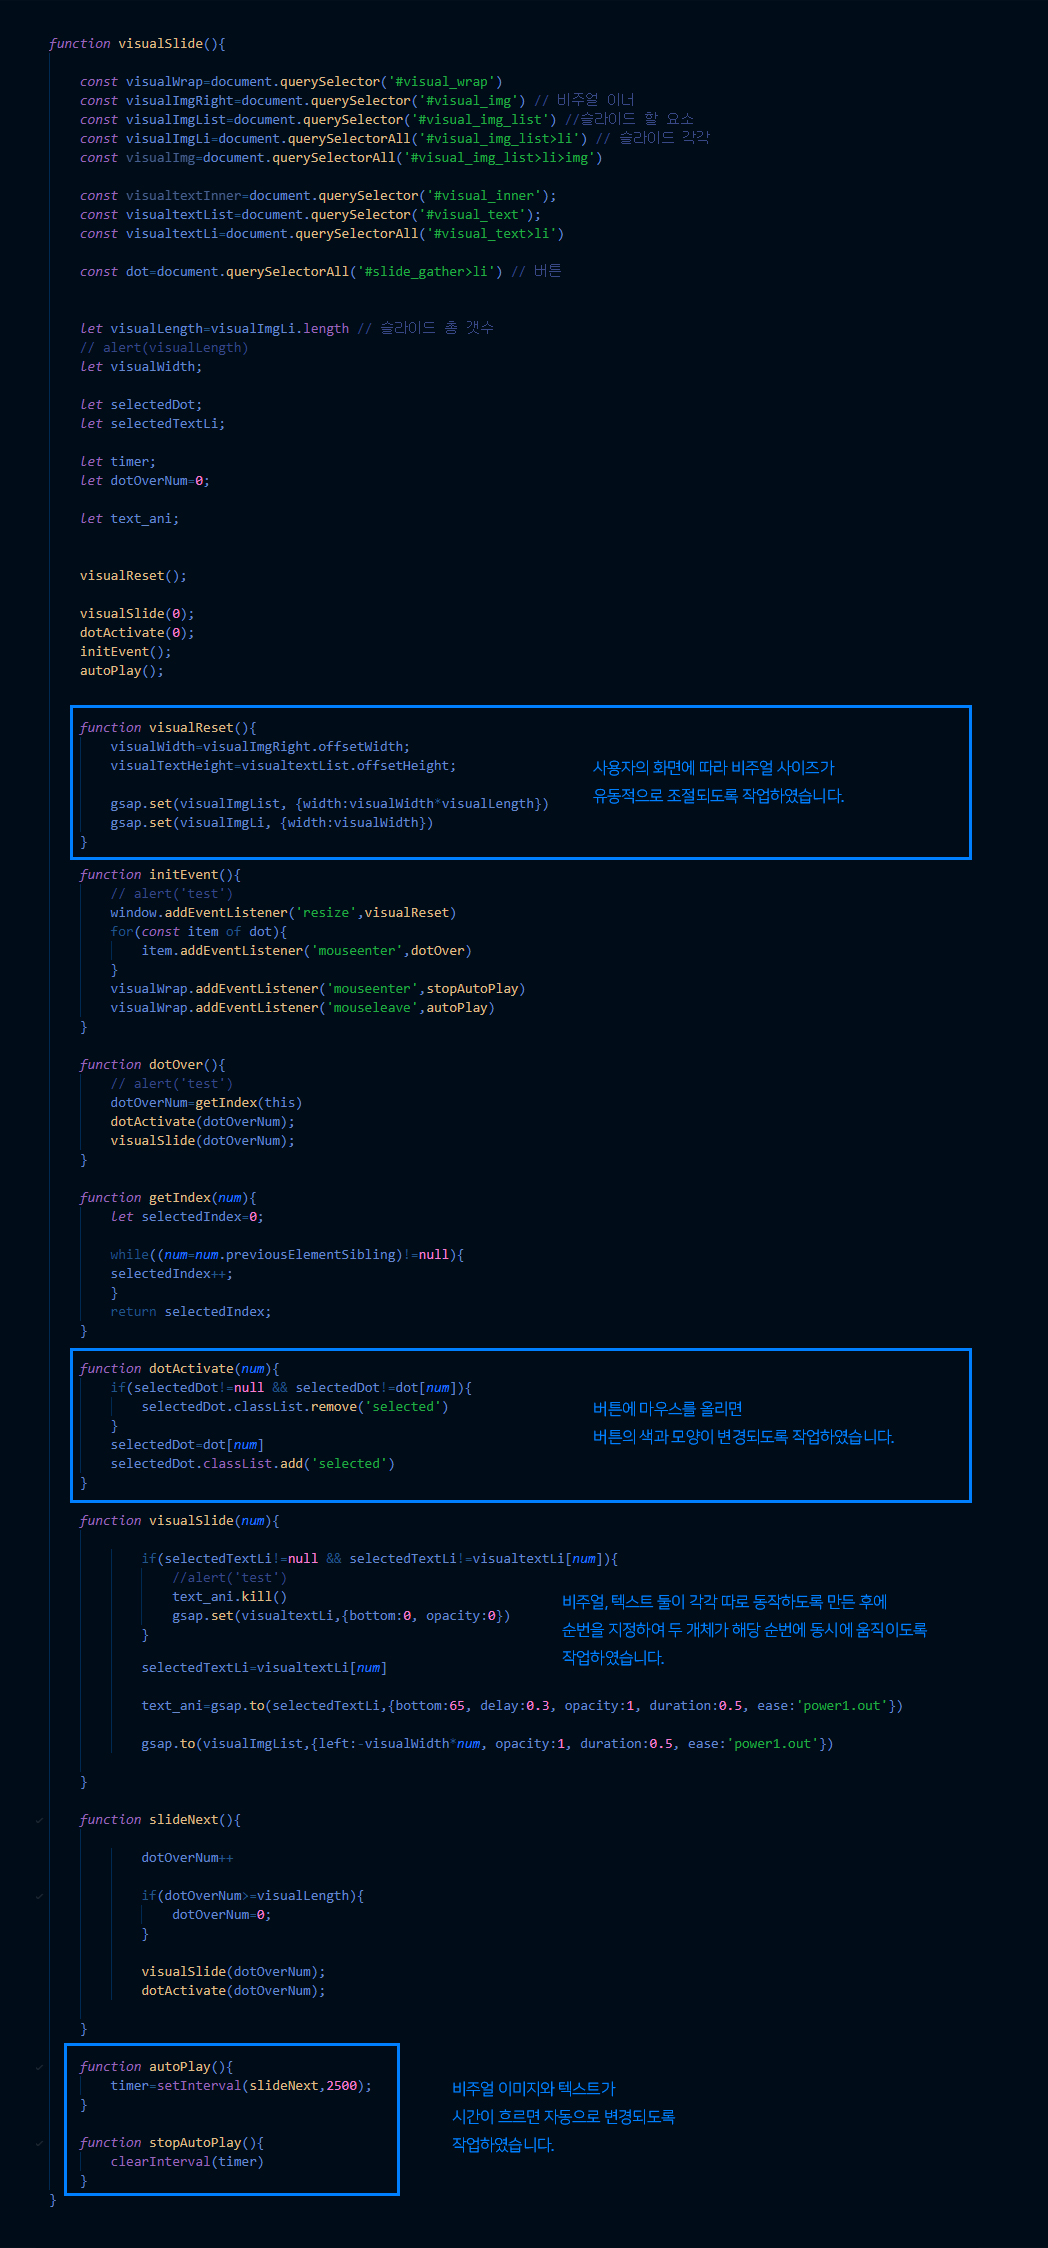 function visualSlide(){
const visualWrap=document.querySelector('#visual_wrap')
const visualImgRight=document.querySelector('#visual_img') // 비주얼 이너
const visualImgList=document.querySelector('#visual_img_list') //슬라이드 할 요소
const visualImgLi=document.querySelectorAll('#visual_img_list>li') // 슬라이드 각각
const visualImg=document.querySelectorAll('#visual_img_list>li>img')
const visualtextInner=document.querySelector('#visual_inner');
const visualtextList=document.querySelector('#visual_text');
const visualtextLi=document.querySelectorAll('#visual_text>li')
const dot=document.querySelectorAll('#slide_gather>li') // 버튼
let visualLength=visualImgLi.length // 슬라이드 총 갯수
// alert(visualLength)
let visualWidth;
let selectedDot;
let selectedTextLi;
let timer;
let dotOverNum=0;
let text_ani;
visualReset();
visualSlide(0);
dotActivate(0);
initEvent();
autoPlay();
function visualReset(){
visualWidth=visualImgRight.offsetWidth;
visualTextHeight=visualtextList.offsetHeight;
gsap.set(visualImgList, {width:visualWidth*visualLength})
gsap.set(visualImgLi, {width:visualWidth})
}
사용자의 화면에 따라 비주얼 사이즈가
유동적으로 조절되도록 작업하였습니다.
function initEvent(){
// alert('test')
window.addEventListener('resize',visualReset)
for(const item of dot){
item.addEventListener('mouseenter',dotOver)
}
visualWrap.addEventListener('mouseenter',stopAutoPlay)
visualWrap.addEventListener('mouseleave',autoPlay)
}
function dotOver(){
// alert('test')
dotOverNum=getIndex(this)
dotActivate(dotOverNum);
visualSlide(dotOverNum);
}
function getIndex(num){
let selectedIndex=0;
while((num=num.previousElementSibling)!=null){
selectedIndex++;
}
return selectedIndex;
}
function dotActivate(num){
if(selectedDot!=null && selectedDot!=dot[num]){
selectedDot.classList.remove('selected')
}
selectedDot=dot[num]
selectedDot.classList.add('selected')
}
버튼에 마우스를 올리면
버튼의 색과 모양이 변경되도록 작업하였습니다.
function visualSlide(num){
if(selectedTextLi!=null && selectedTextLi!=visualtextLi[num]){
//alert('test')
text_ani.kill()
gsap.set(visualtextLi,{bottom:0, opacity:0})
}
비주얼, 텍스트 둘이 각각 따로 동작하도록 만든 후에
순번을 지정하여 두 개체가 해당 순번에 동시에 움직이도록
작업하였습니다.
selectedTextLi=visualtextLi[num]
text_ani=gsap.to(selectedTextLi,{bottom:65, delay:0.3, opacity:1, duration:0.5, ease:'power1.out'})
gsap.to(visualImgList,{left:-visualWidth*num, opacity:1, duration:0.5, ease:'power1.out'})
}
function slideNext(){
dotOverNum++
if(dotOverNum>=visualLength){
dotOverNum=0;
}
visualSlide(dotOverNum);
dotActivate(dotOverNum);
}
function autoPlay(){
timer=setInterval(slideNext,2500);
}
function stopAutoPlay(){
clearInterval(timer)
}
비주얼 이미지와 텍스트가
시간이 흐르면 자동으로 변경되도록
작업하였습니다.
}